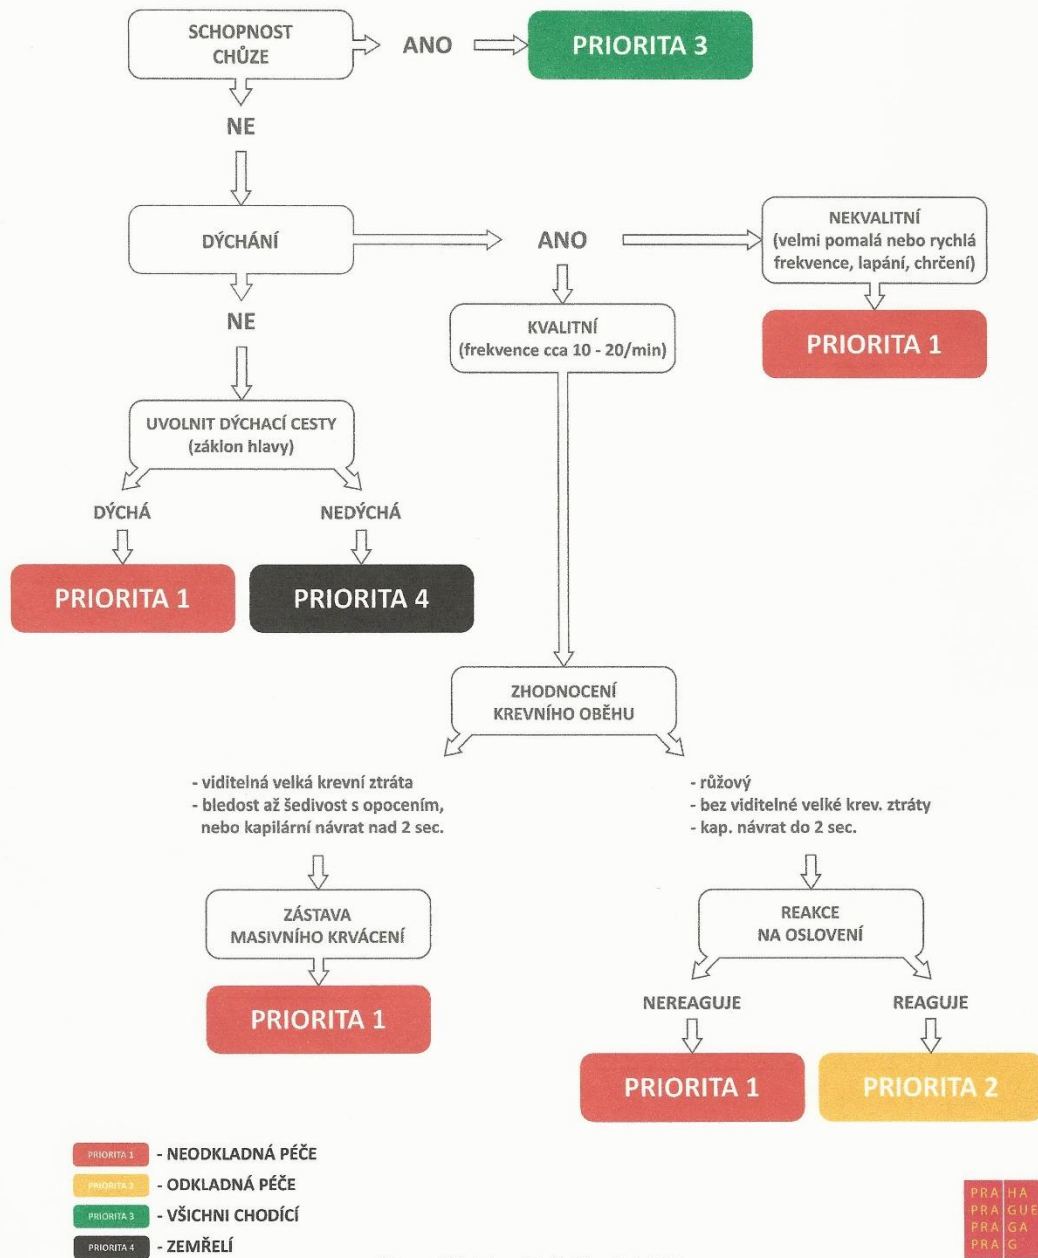 SCHOPNOST
CHŮZE
ANO
PRIORITA 3
NE
DÝCHÁNÍ
ANO
NEKVALITNÍ
(velmi pomalá nebo rychlá
frekvence, lapání, chrčení)
PRIORITA 1
NE
KVALITNÍ
(frekvence cca 10 - 20/min)
UVOLNIT DÝCHACÍ CESTY
(záklon hlavy)
DÝCHÁ
NEDÝCHÁ
PRIORITA 1
PRIORITA 4
ZHODNOCENÍ
KREVNÍHO OBĚHU
- viditelná velká krevní ztráta
- bledost až šedivost s opocením,
nebo kapilární návrat nad 2 sec.
- růžový
- bez viditelné velké krev. ztráty
- kap. návrat do 2 sec.
ZÁSTAVA
MASIVNÍHO KRVÁCENÍ
PRIORITA 1
REAKCE
NA OSLOVENÍ
NEREAGUJE
REAGUJE
PRIORITA 1
PRIORITA 2
PRIORITA 1 - NEODKLADNÁ PÉČE
PRIORITA 2 - ODKLADNÁ PÉČE
PRIORITA 3 - VŠICHNI CHODÍCÍ
PRIORITA 4 - ZEMŘELÍ
PRA HA
PRA GUE
PRA GA
PRA G